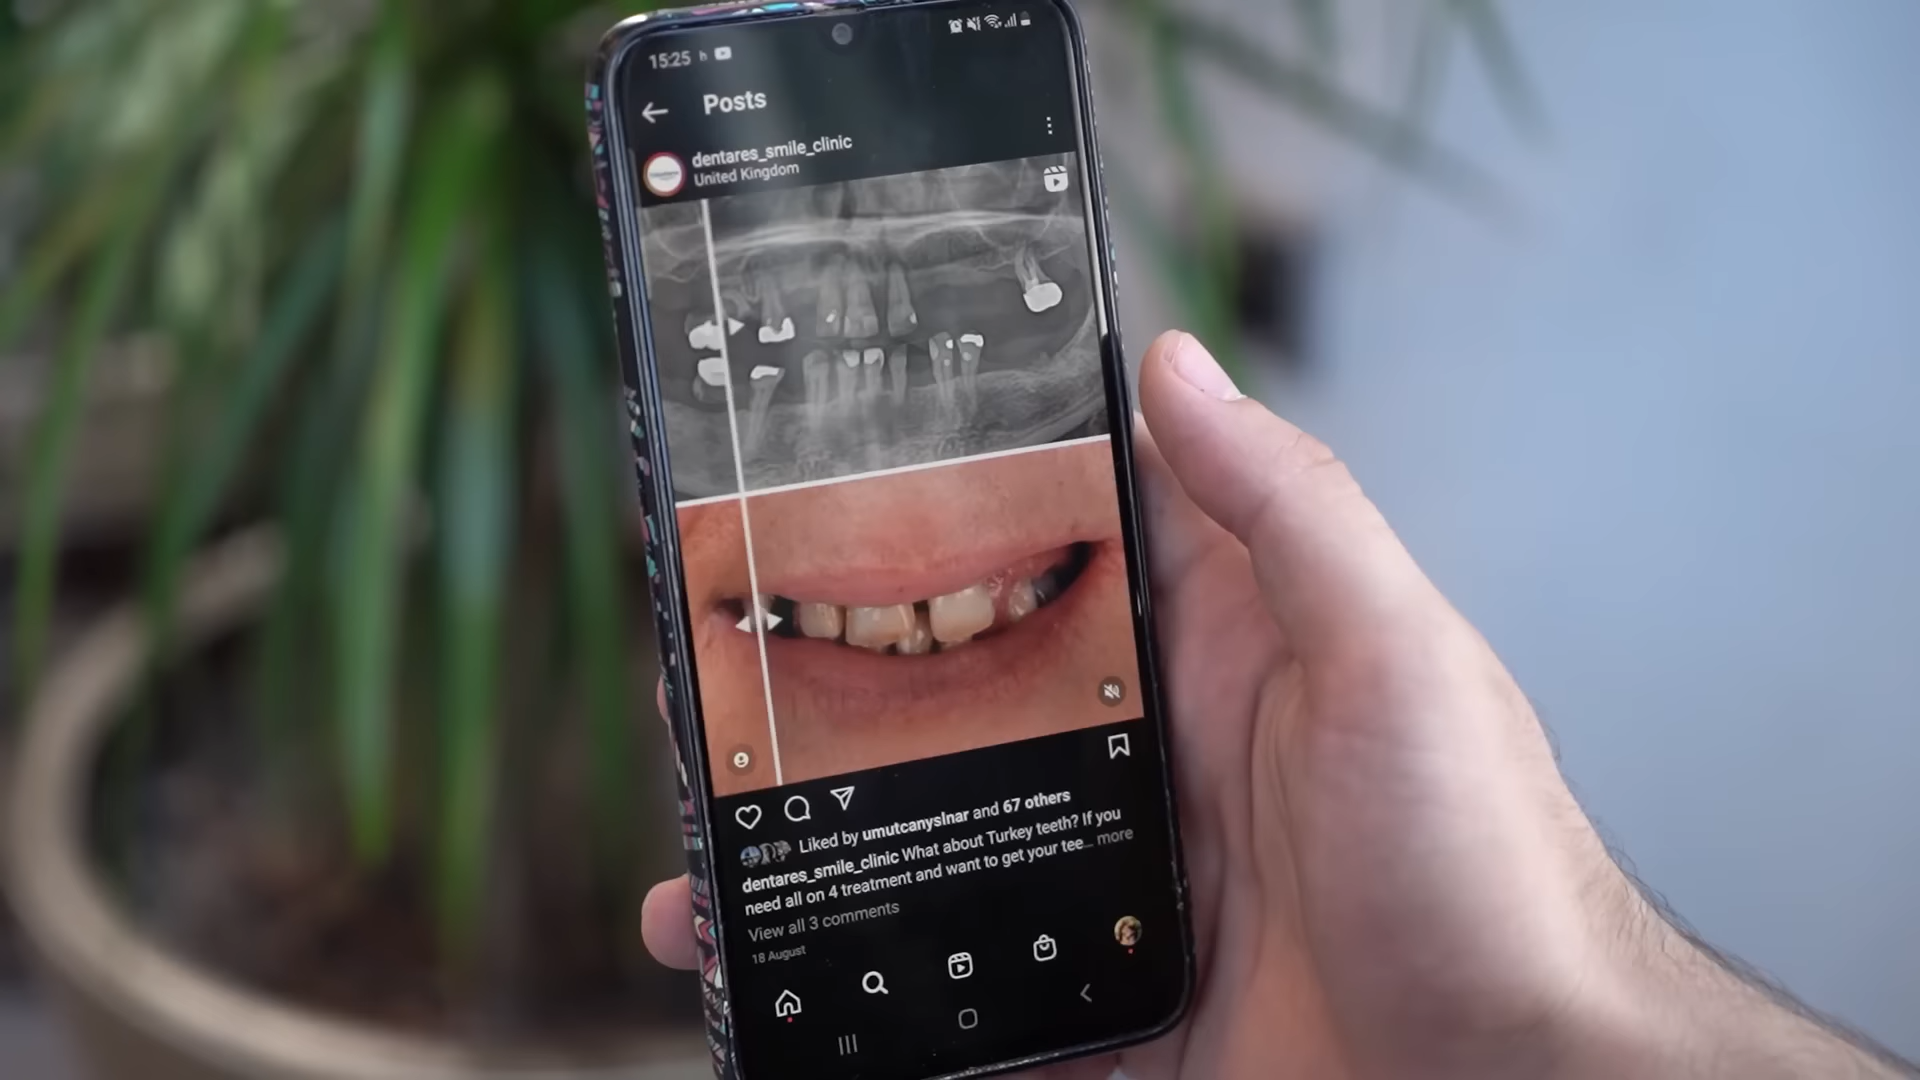 15:25
Posts
dentares_smile_clinic
United Kingdom
Liked by umutcanyslnar and 67 others
dentares_smile_clinic What about Turkey teeth? If you
need all on 4 treatment and want to get your tee... more
View all 3 comments
18 August